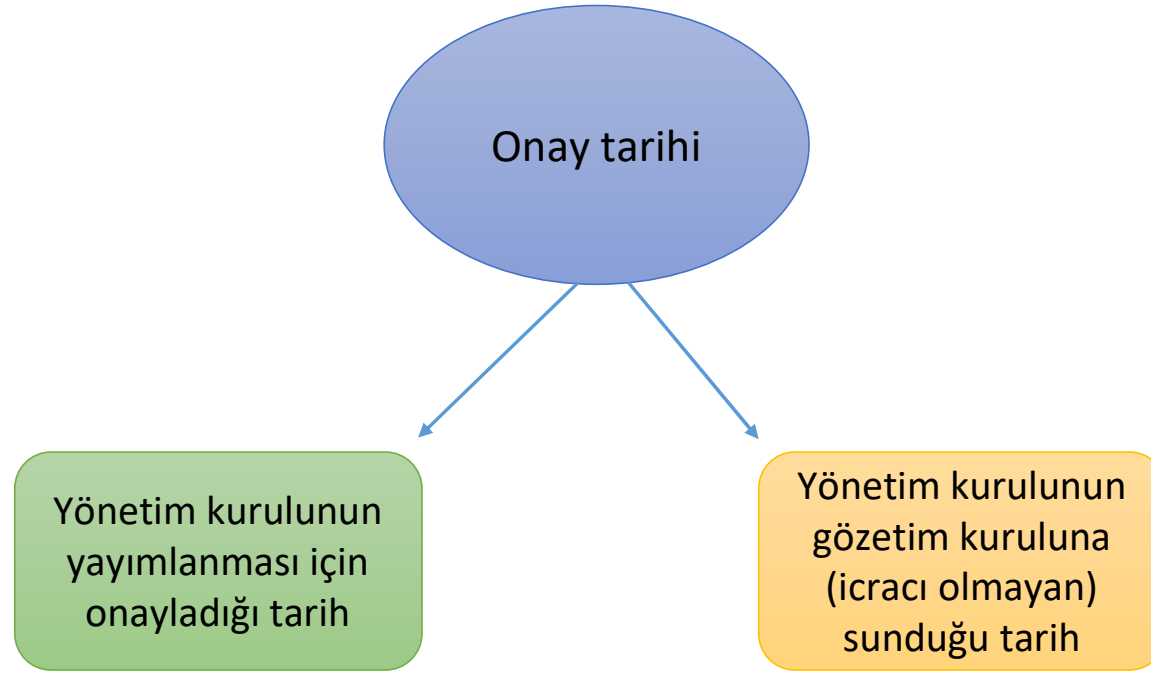 Onay tarihi
Yönetim kurulunun
yayımlanması için
onayladığı tarih
Yönetim kurulunun
gözetim kuruluna
(icracı olmayan)
sunduğu tarih